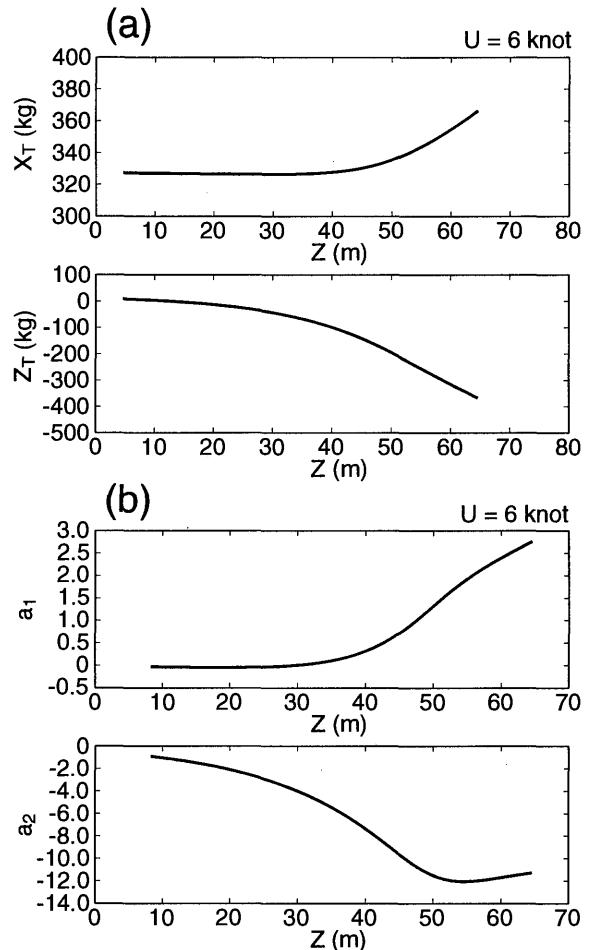 (a)
U = 6 knot
400
380
360
340
320
300
X_T (kg)
0 10 20 30 40 50 60 70 80
Z (m)
100
0
-100
-200
-300
-400
-500
Z_T (kg)
0 10 20 30 40 50 60 70 80
Z (m)
(b)
U = 6 knot
3.0
2.5
2.0
1.5
1.0
0.5
0
-0.5
a_1
0 10 20 30 40 50 60 70
Z (m)
0
-2.0
-4.0
-6.0
-8.0
-10.0
-12.0
-14.0
a_2
0 10 20 30 40 50 60 70
Z (m)